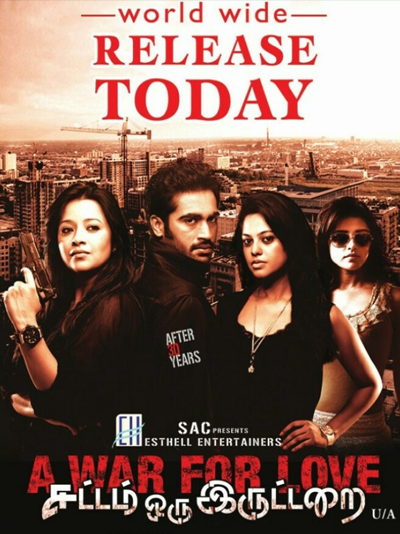 world wide
RELEASE
TODAY
AFTER
30
YEARS
EH
SAC PRESENTS
ESTHELL ENTERTAINERS
A WAR FOR LOVE
சட்டம் ஒரு இருட்டறை
U/A